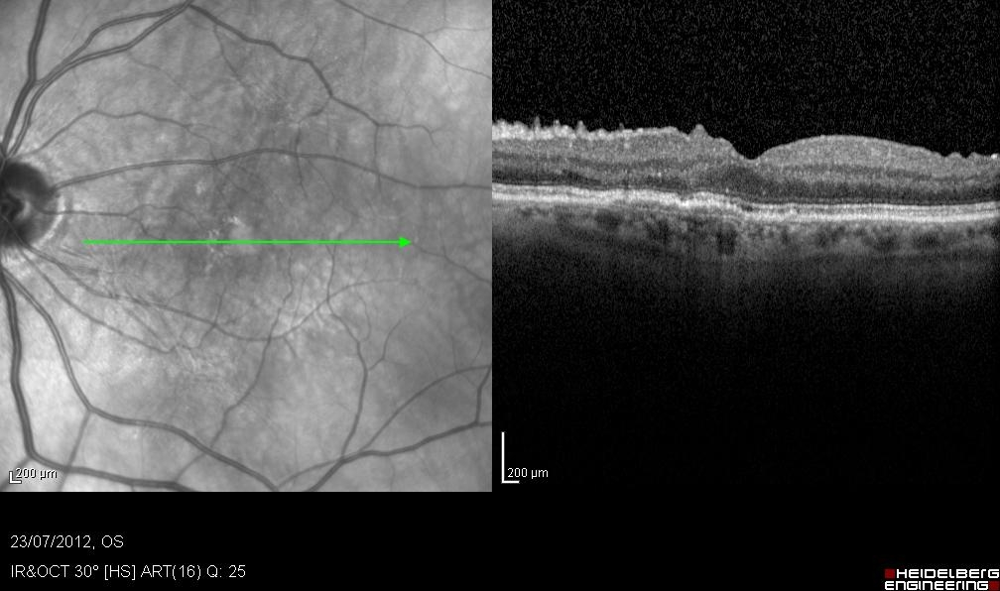 200 µm
200 µm
23/07/2012, OS
IR&OCT 30° [HS] ART(16) Q: 25
HEIDELBERG
ENGINEERING